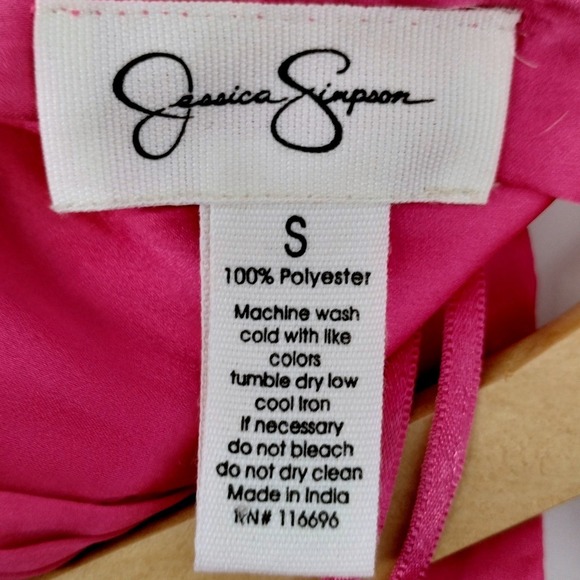 Jessica Simpson
S
100% Polyester
Machine wash
cold with like
colors
tumble dry low
cool Iron
If necessary
do not bleach
do not dry clean
Made in India
RN# 116696